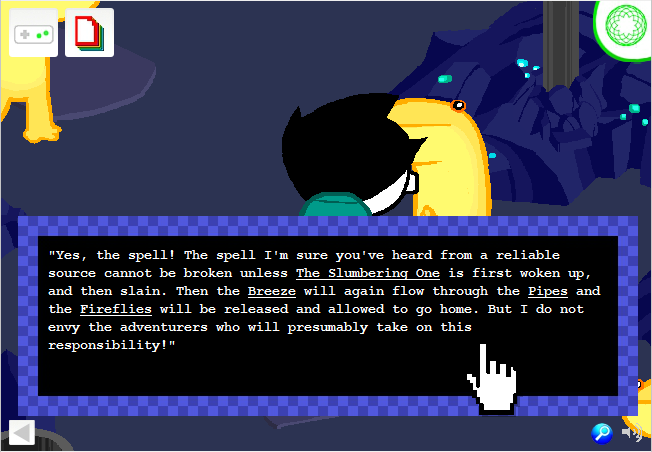 "Yes, the spell! The spell I'm sure you've heard from a reliable
source cannot be broken unless The Slumbering One is first woken up,
and then slain. Then the Breeze will again flow through the Pipes and
the Fireflies will be released and allowed to go home. But I do not
envy the adventurers who will presumably take on this
responsibility!"